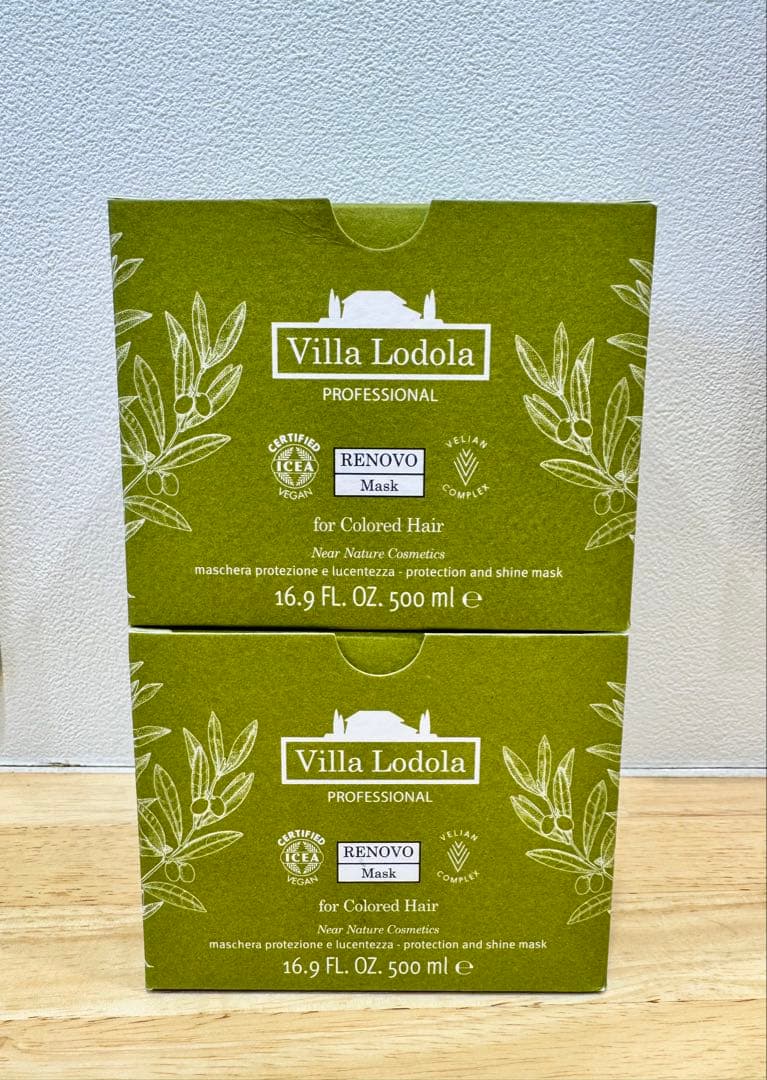 Villa Lodola
PROFESSIONAL
CERTIFIED
ICEA
VEGAN
RENOVO
Mask
VELIAN
COMPLEX
for Colored Hair
Near Nature Cosmetics
maschera protezione e lucentezza - protection and shine mask
16.9 FL. OZ. 500 ml ℮
Villa Lodola
PROFESSIONAL
CERTIFIED
ICEA
VEGAN
RENOVO
Mask
VELIAN
COMPLEX
for Colored Hair
Near Nature Cosmetics
maschera protezione e lucentezza - protection and shine mask
16.9 FL. OZ. 500 ml ℮